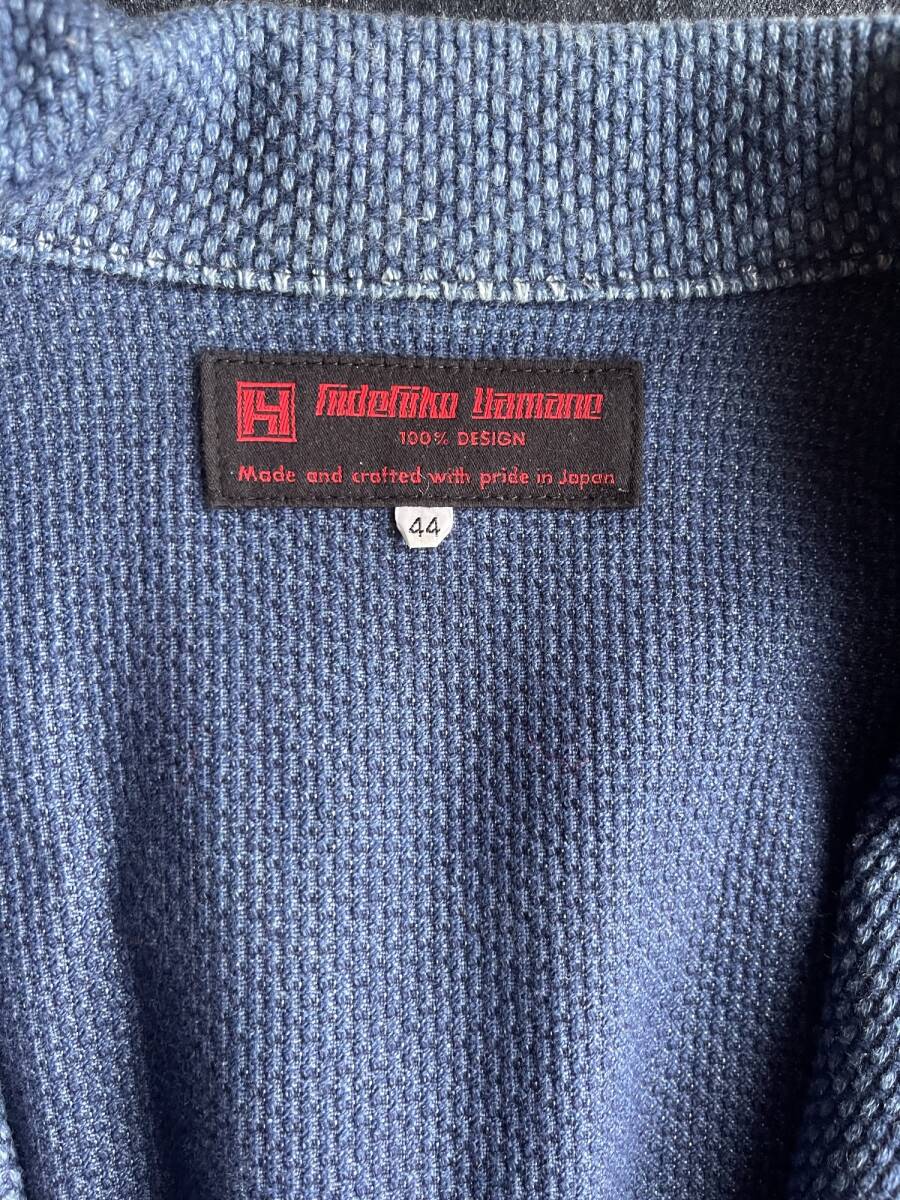 H Hidehiko Yamane
100% DESIGN
Made and crafted with pride in Japan
44